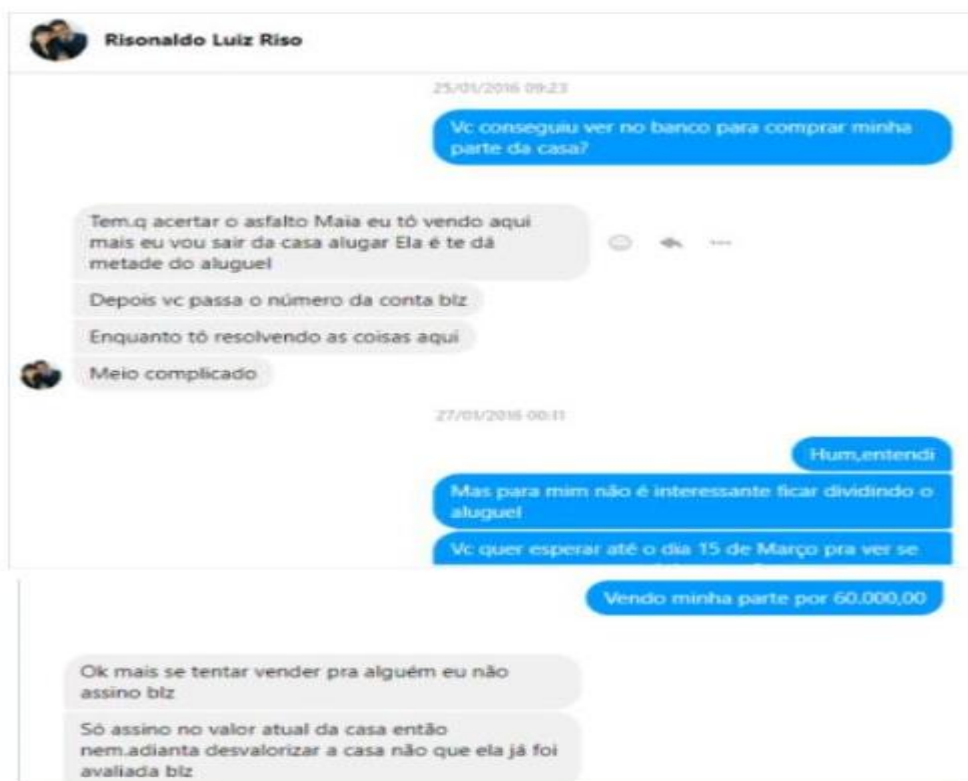 Risonaldo Luiz Riso
25/01/2016 09:23
Vc conseguiu ver no banco para comprar minha
parte da casa?
Tem.q acertar o asfalto Maia eu tô vendo aqui
mais eu vou sair da casa alugar Ela é te dá
metade do aluguel
Depois vc passa o número da conta blz
Enquanto tô resolvendo as coisas aqui
Meio complicado
27/01/2016 00:11
Hum,entendi
Mas para mim não é interessante ficar dividindo o
aluguel
Vc quer esperar até o dia 15 de Março pra ver se
Vendo minha parte por 60.000,00
Ok mais se tentar vender pra alguém eu não
assino blz
Só assino no valor atual da casa então
nem.adianta desvalorizar a casa não que ela já foi
avaliada blz